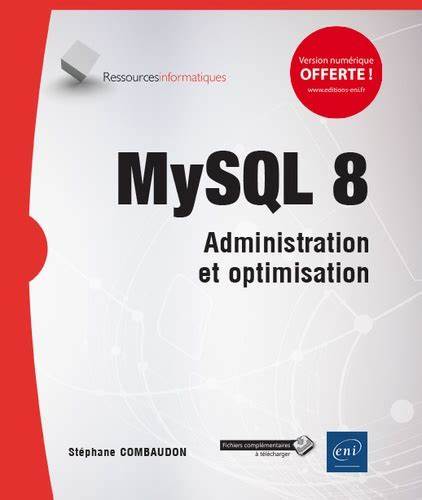 Ressourcesinformatiques
Version numérique
OFFERTE !
www.editions-eni.fr
MySQL 8
Administration
et optimisation
Stéphane COMBAUDON
Fichiers complémentaires
à télécharger
eni